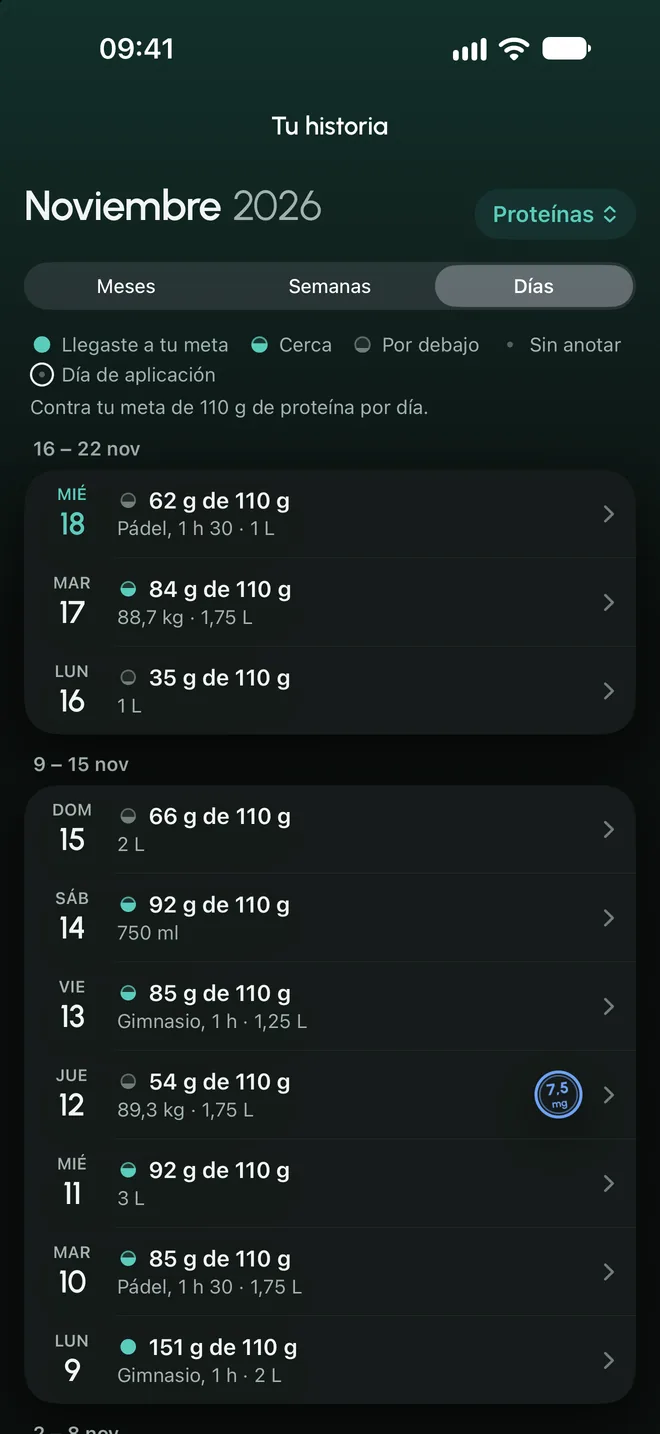 09:41
Tu historia
Noviembre 2026
Proteínas
Meses Semanas Días
Llegaste a tu meta Cerca Por debajo Sin anotar
Día de aplicación
Contra tu meta de 110 g de proteína por día.
16 – 22 nov
MIÉ
18
62 g de 110 g
Pádel, 1 h 30 · 1 L
MAR
17
84 g de 110 g
88,7 kg · 1,75 L
LUN
16
35 g de 110 g
1 L
9 – 15 nov
DOM
15
66 g de 110 g
2 L
SÁB
14
92 g de 110 g
750 ml
VIE
13
85 g de 110 g
Gimnasio, 1 h · 1,25 L
JUE
12
54 g de 110 g
89,3 kg · 1,75 L
7,5
mg
MIÉ
11
92 g de 110 g
3 L
MAR
10
85 g de 110 g
Pádel, 1 h 30 · 1,75 L
LUN
9
151 g de 110 g
Gimnasio, 1 h · 2 L
2 – 8 nov